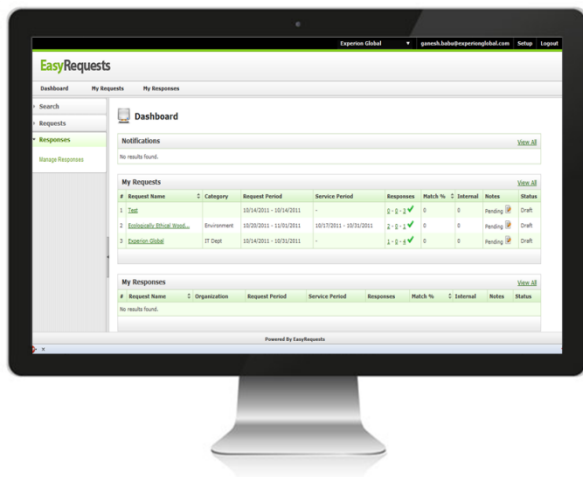 Experion Global ganesh.babu@experionglobal.com Setup Logout
EasyRequests
Dashboard My Requests My Responses
Search
Requests
Responses
Manage Responses
Dashboard
Notifications View All
No results found.
My Requests View All
# Request Name Category Request Period Service Period Responses Match % Internal Notes Status
1 Test 10/14/2011 - 10/14/2011 - 0 Pending Draft
2 Ecologically Ethical Wood... Environment 10/20/2011 - 11/01/2011 10/17/2011 - 10/31/2011 0 Pending Draft
3 Experion Global IT Dept 10/14/2011 - 10/31/2011 - 0 Pending Draft
My Responses View All
# Request Name Organization Request Period Service Period Responses Match % Internal Notes Status
No results found.
Powered By EasyRequests